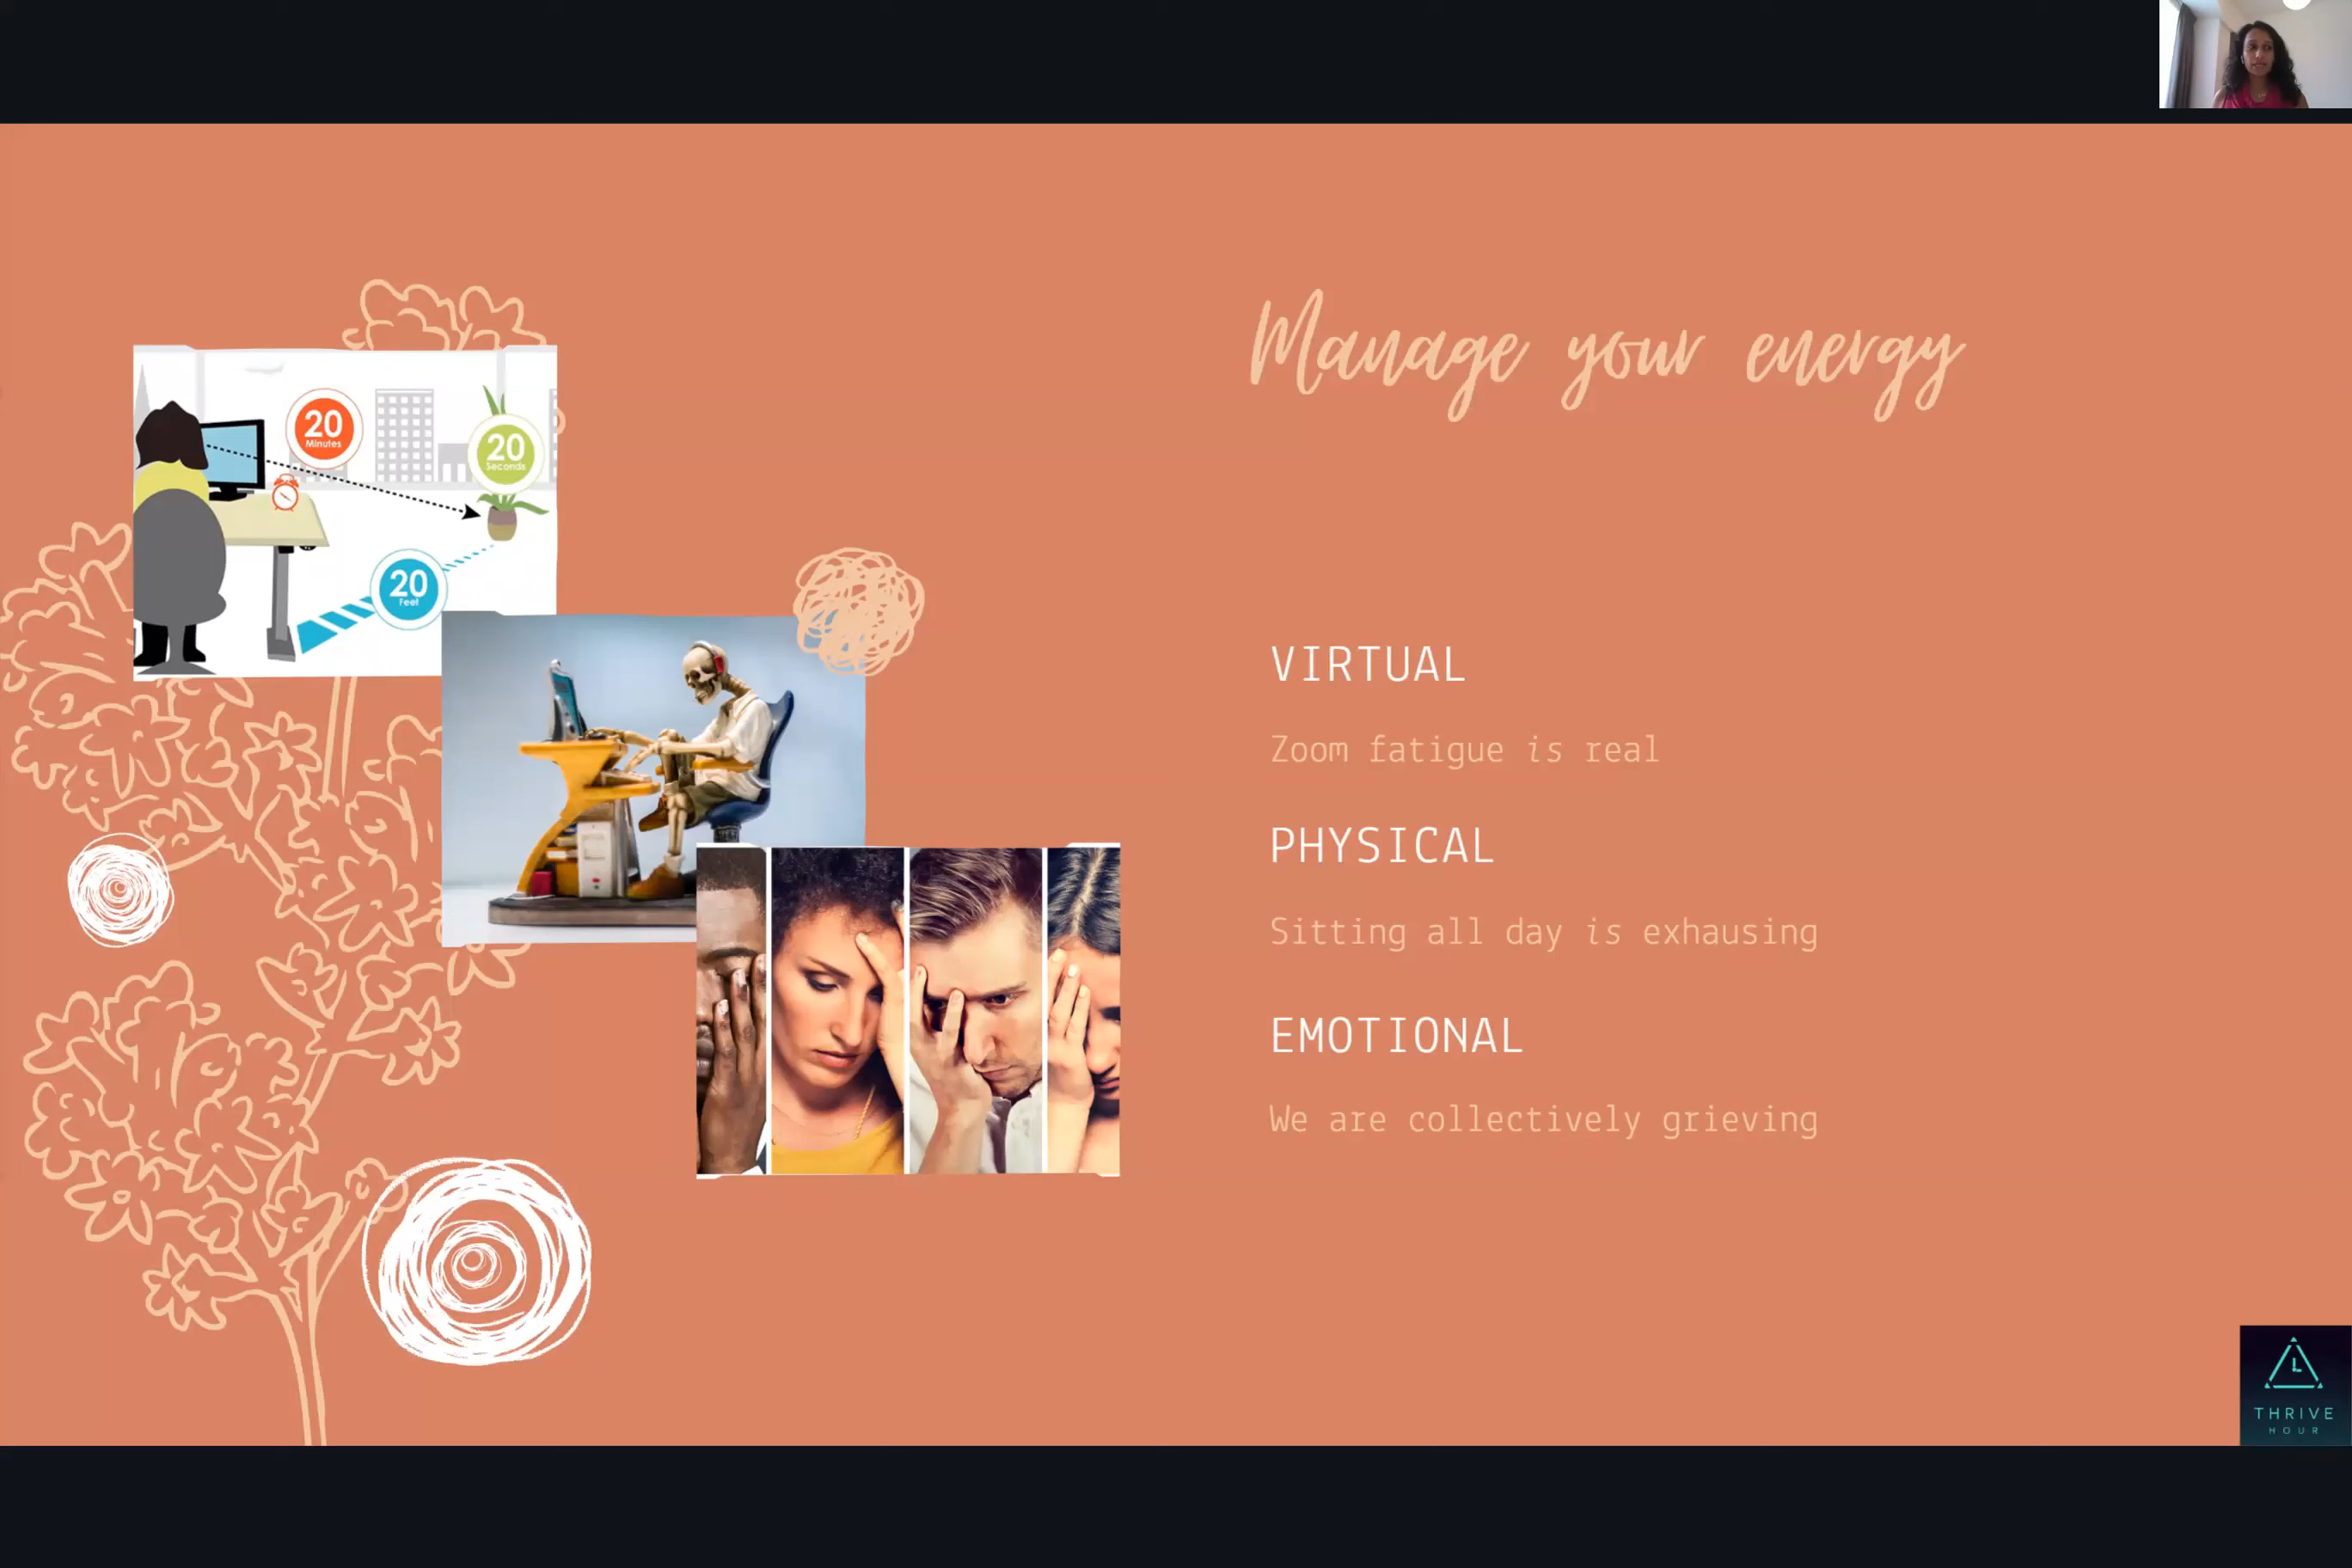 20
Minutes
20
Seconds
20
Feet
Manage your energy
VIRTUAL
Zoom fatigue is real
PHYSICAL
Sitting all day is exhausing
EMOTIONAL
We are collectively grieving
L
THRIVE
HOUR